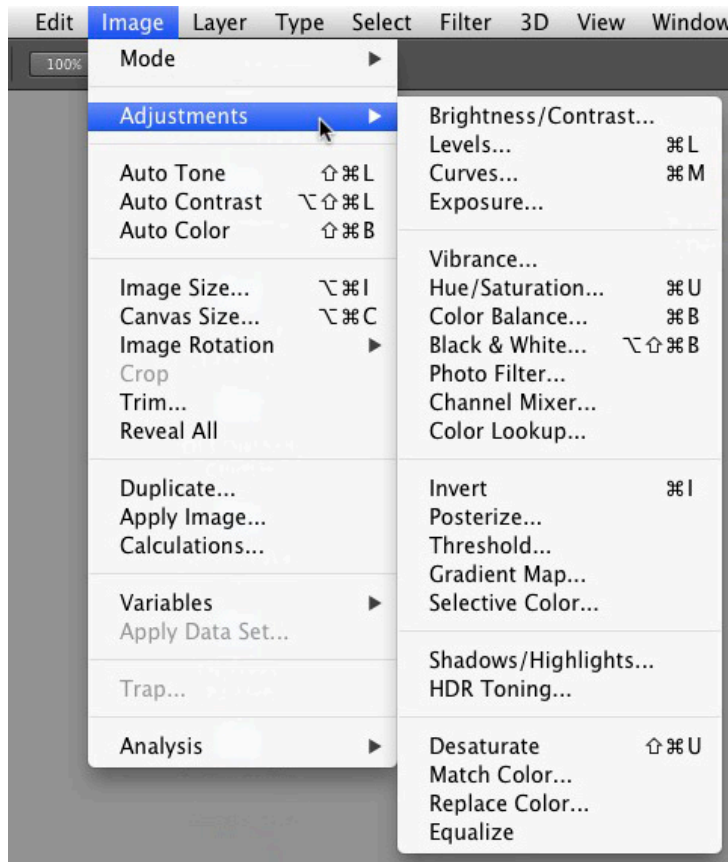 Edit Image Layer Type Select Filter 3D View Window
100%
Mode
Adjustments
Auto Tone ⇧⌘L
Auto Contrast ⌥⇧⌘L
Auto Color ⇧⌘B
Image Size... ⌥⌘I
Canvas Size... ⌥⌘C
Image Rotation
Crop
Trim...
Reveal All
Duplicate...
Apply Image...
Calculations...
Variables
Apply Data Set...
Trap...
Analysis
Brightness/Contrast...
Levels... ⌘L
Curves... ⌘M
Exposure...
Vibrance...
Hue/Saturation... ⌘U
Color Balance... ⌘B
Black & White... ⌥⇧⌘B
Photo Filter...
Channel Mixer...
Color Lookup...
Invert ⌘I
Posterize...
Threshold...
Gradient Map...
Selective Color...
Shadows/Highlights...
HDR Toning...
Desaturate ⇧⌘U
Match Color...
Replace Color...
Equalize